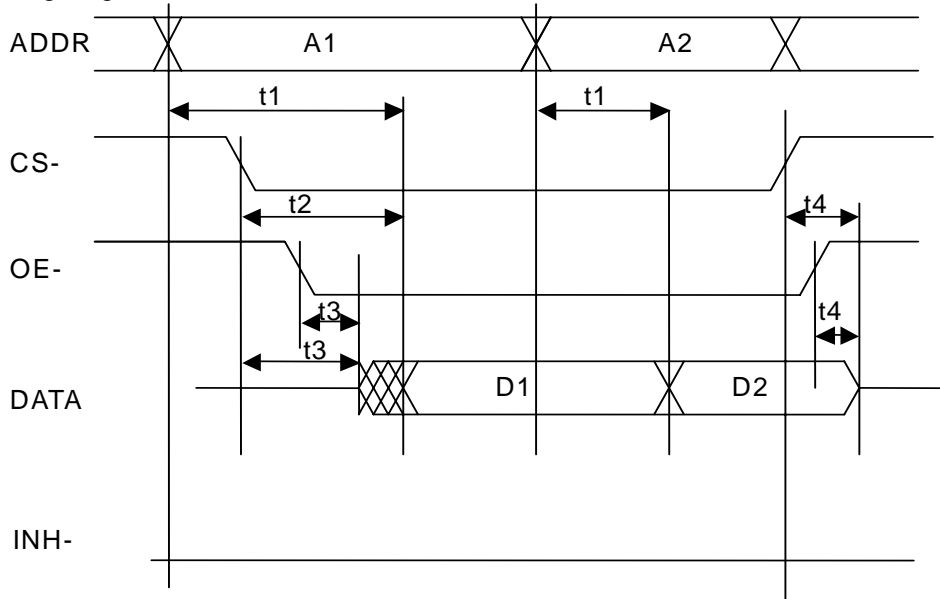 ADDR A1 A2
t1 t1
CS-
t2 t4
OE-
t3 t4
t3
DATA D1 D2
INH-